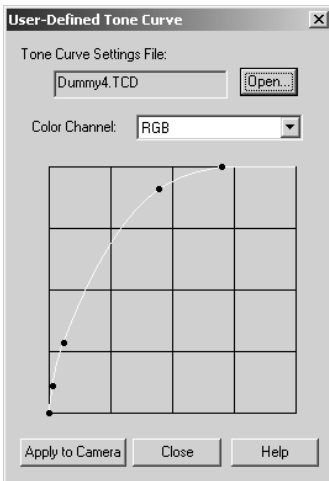 User-Defined Tone Curve
Tone Curve Settings File:
Dummy4.TCD Open...
Color Channel: RGB
Apply to Camera Close Help